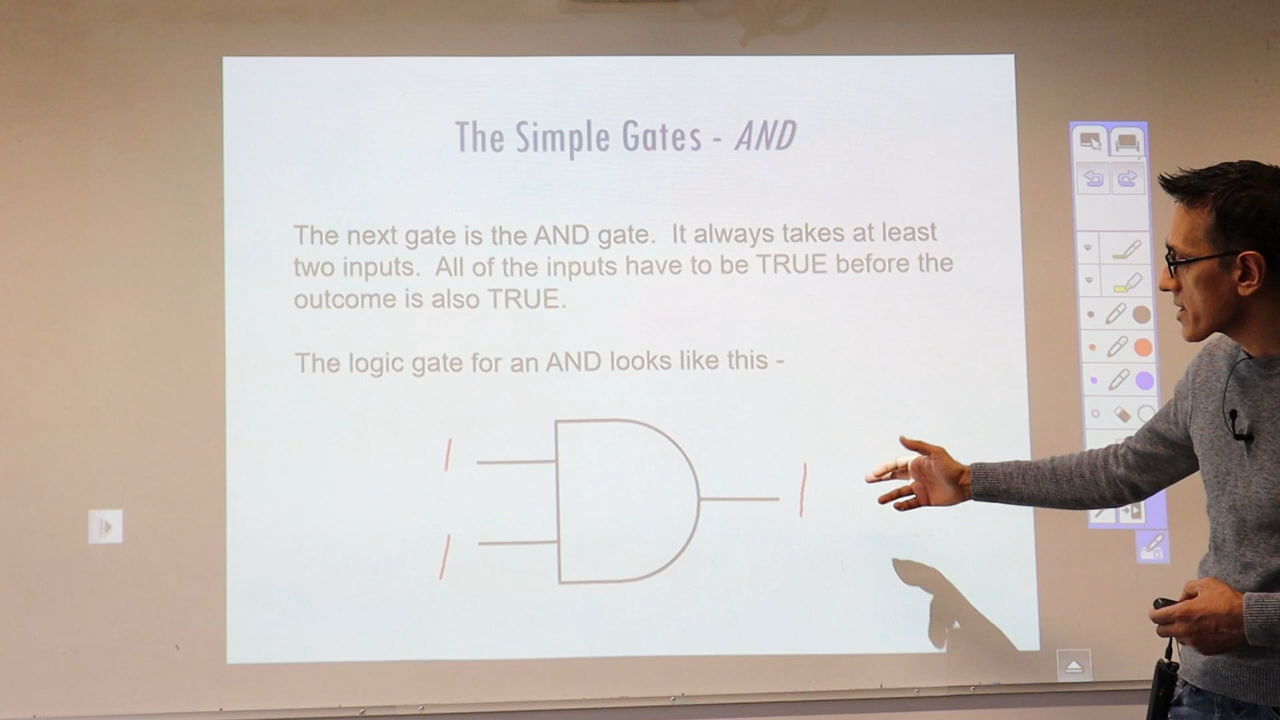 The Simple Gates - AND
The next gate is the AND gate. It always takes at least
two inputs. All of the inputs have to be TRUE before the
outcome is also TRUE.
The logic gate for an AND looks like this -
1
1
1